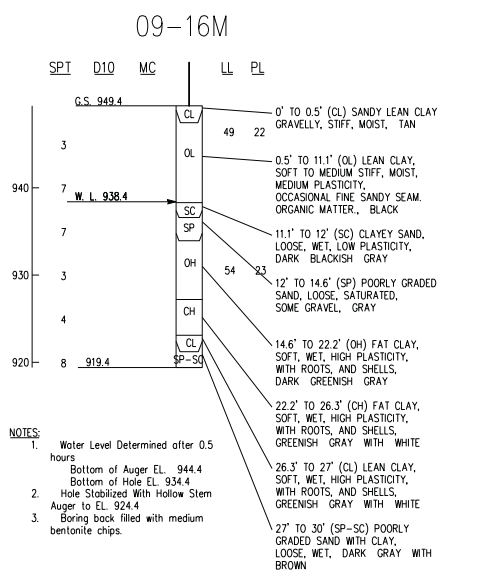 09-16M
SPT D10 MC LL PL
G.S. 949.4
CL
49 22
3
OL
940
7
W. L. 938.4
SC
SP
7
OH
54 23
930
3
CH
4
CL
920
8 919.4
SP-SC
0' TO 0.5' (CL) SANDY LEAN CLAY
GRAVELLY, STIFF, MOIST, TAN
0.5' TO 11.1' (OL) LEAN CLAY,
SOFT TO MEDIUM STIFF, MOIST,
MEDIUM PLASTICITY,
OCCASIONAL FINE SANDY SEAM.
ORGANIC MATTER., BLACK
11.1' TO 12' (SC) CLAYEY SAND,
LOOSE, WET, LOW PLASTICITY,
DARK BLACKISH GRAY
12' TO 14.6' (SP) POORLY GRADED
SAND, LOOSE, SATURATED,
SOME GRAVEL, GRAY
14.6' TO 22.2' (OH) FAT CLAY,
SOFT, WET, HIGH PLASTICITY,
WITH ROOTS, AND SHELLS,
DARK GREENISH GRAY
22.2' TO 26.3' (CH) FAT CLAY,
SOFT, WET, HIGH PLASTICITY,
WITH ROOTS, AND SHELLS,
GREENISH GRAY WITH WHITE
26.3' TO 27' (CL) LEAN CLAY,
SOFT, WET, HIGH PLASTICITY,
WITH ROOTS, AND SHELLS,
GREENISH GRAY WITH WHITE
27' TO 30' (SP-SC) POORLY
GRADED SAND WITH CLAY,
LOOSE, WET, DARK GRAY WITH
BROWN
NOTES:
1. Water Level Determined after 0.5
hours
Bottom of Auger EL. 944.4
Bottom of Hole EL. 934.4
2. Hole Stabilized With Hollow Stem
Auger to EL. 924.4
3. Boring back filled with medium
bentonite chips.